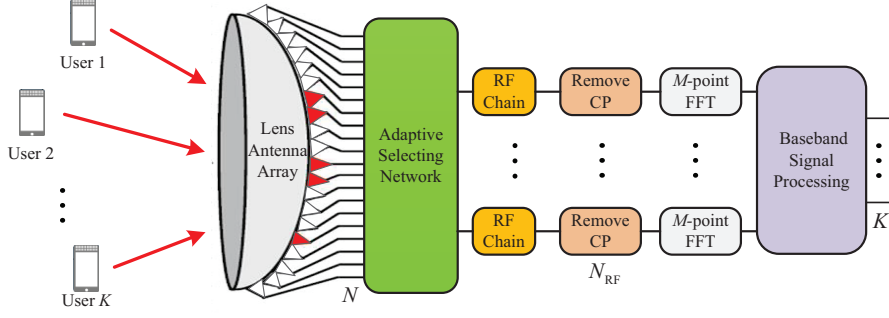 User 1
User 2
User K
Lens
Antenna
Array
N
Adaptive
Selecting
Network
RF
Chain
Remove
CP
M-point
FFT
RF
Chain
Remove
CP
M-point
FFT
N_RF
Baseband
Signal
Processing
K